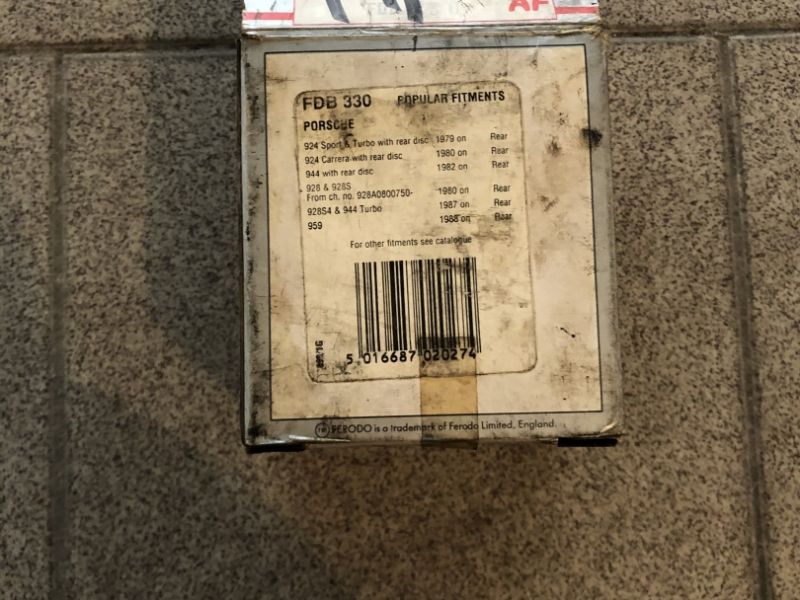 AF
FDB 330 POPULAR FITMENTS
PORSCHE
924 Sport & Turbo with rear disc 1979 on Rear
924 Carrera with rear disc 1980 on Rear
944 with rear disc 1982 on Rear
928 & 928S
From ch. no. 928A0800750- 1980 on Rear
928S4 & 944 Turbo 1987 on Rear
959 1988 on Rear
For other fitments see catalogue
5 016687 020274
FERODO is a trademark of Ferodo Limited, England.